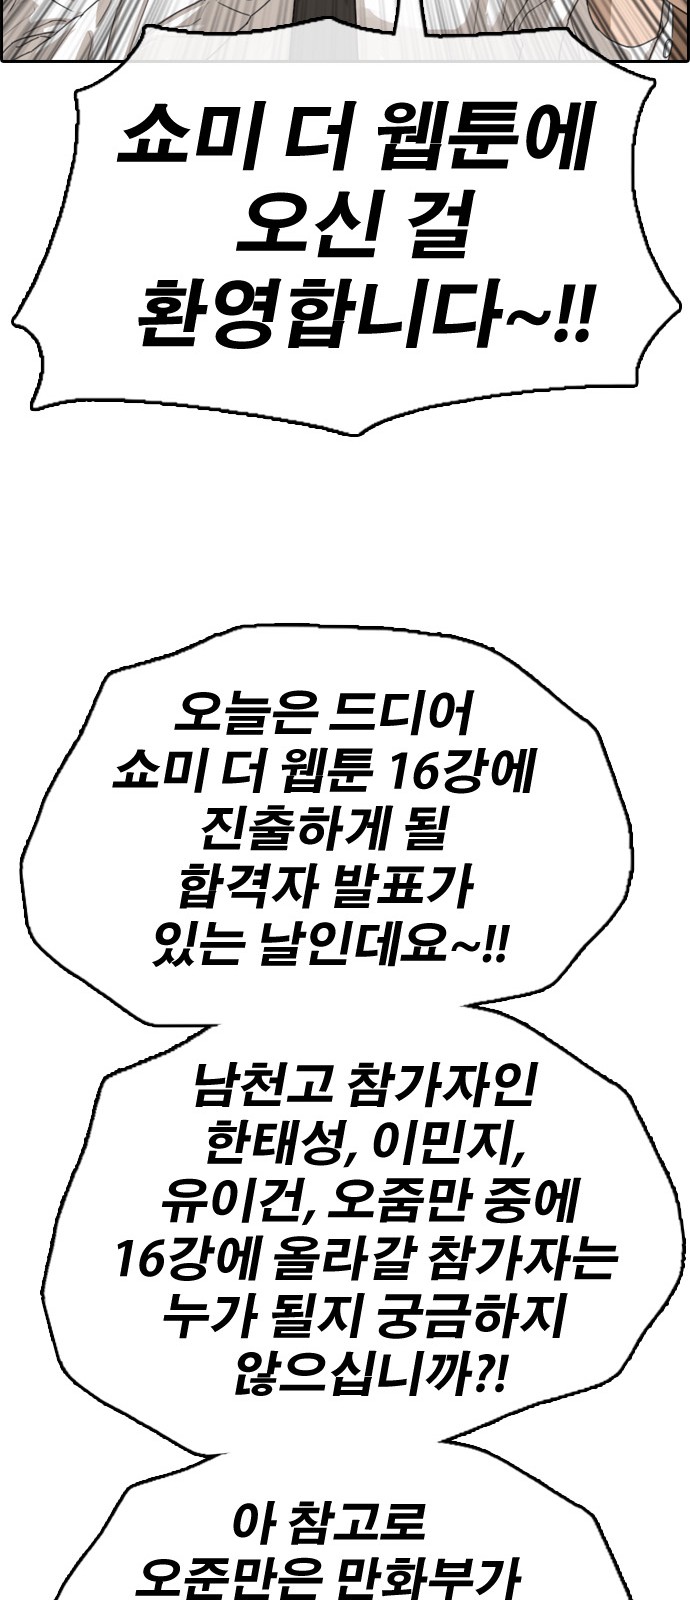 쇼미 더 웹툰에
오신 걸
환영합니다~!!
오늘은 드디어
쇼미 더 웹툰 16강에
진출하게 될
합격자 발표가
있는 날인데요~!!
남천고 참가자인
한태성, 이민지,
유이건, 오줌만 중에
16강에 올라갈 참가자는
누가 될지 궁금하지
않으십니까?!
아 참고로
오준만은 만화부가